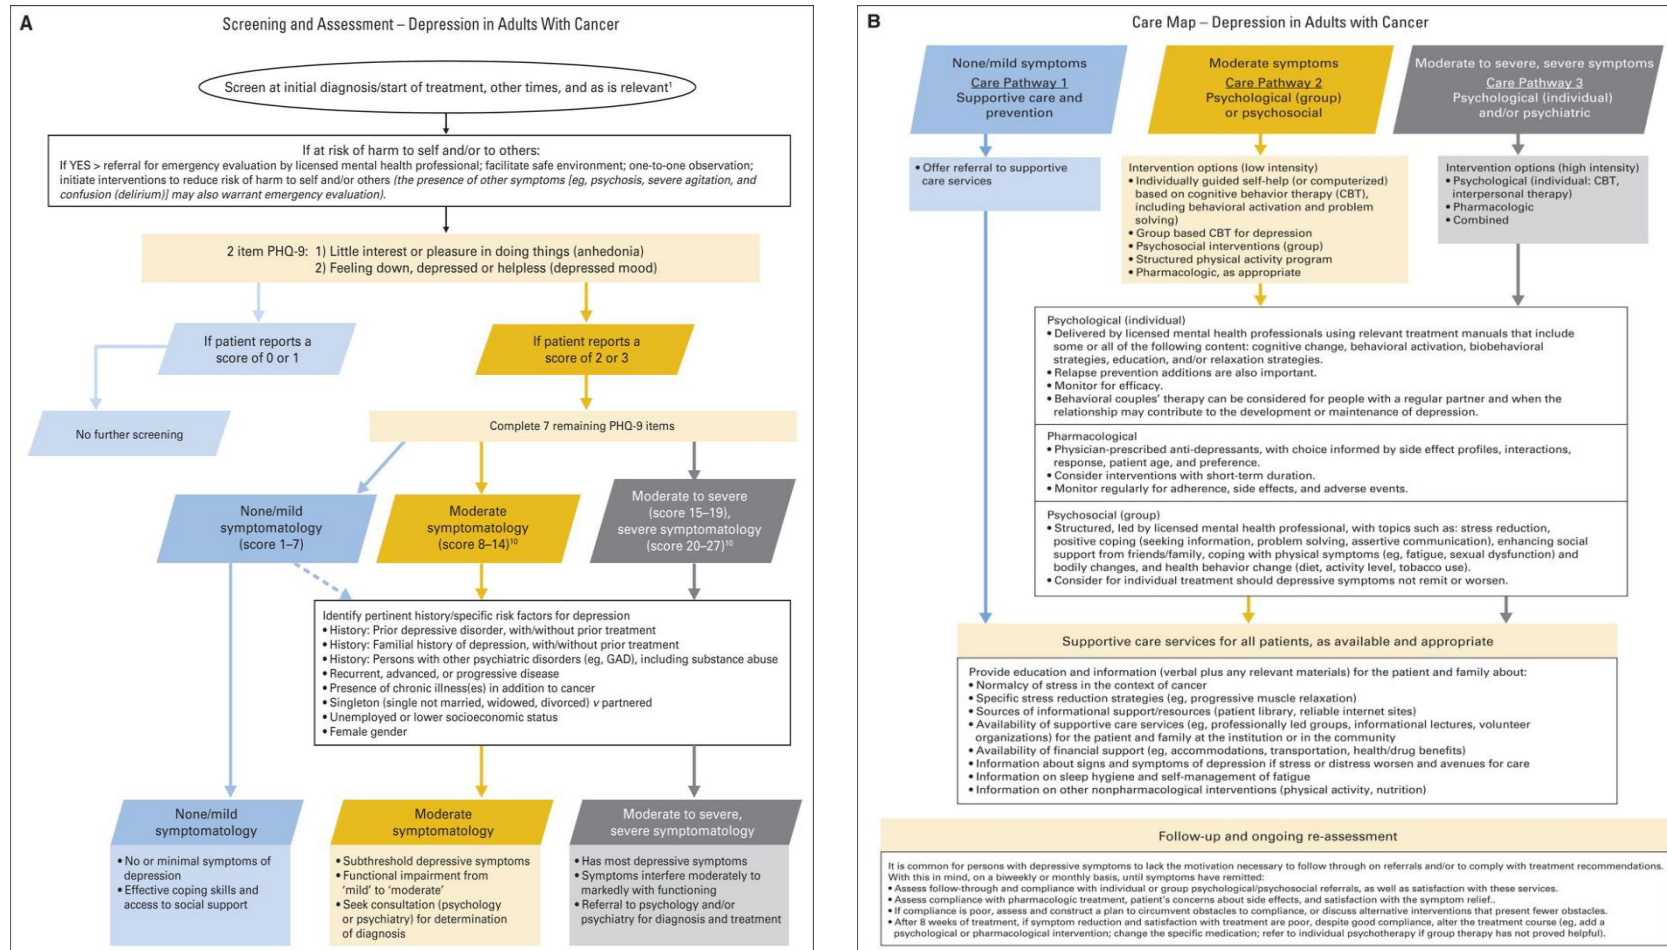 A
Screening and Assessment – Depression in Adults With Cancer
Screen at initial diagnosis/start of treatment, other times, and as is relevant¹
If at risk of harm to self and/or to others:
If YES > referral for emergency evaluation by licensed mental health professional; facilitate safe environment; one-to-one observation;
initiate interventions to reduce risk of harm to self and/or others (the presence of other symptoms [eg, psychosis, severe agitation, and
confusion (delirium)] may also warrant emergency evaluation).
2 item PHQ-9: 1) Little interest or pleasure in doing things (anhedonia)
2) Feeling down, depressed or helpless (depressed mood)
If patient reports a
score of 0 or 1
If patient reports a
score of 2 or 3
No further screening
Complete 7 remaining PHQ-9 items
None/mild
symptomatology
(score 1–7)
Moderate
symptomatology
(score 8–14)¹⁰
Moderate to severe
(score 15–19),
severe symptomatology
(score 20–27)¹⁰
Identify pertinent history/specific risk factors for depression
• History: Prior depressive disorder, with/without prior treatment
• History: Familial history of depression, with/without prior treatment
• History: Persons with other psychiatric disorders (eg, GAD), including substance abuse
• Recurrent, advanced, or progressive disease
• Presence of chronic illness(es) in addition to cancer
• Singleton (single not married, widowed, divorced) v partnered
• Unemployed or lower socioeconomic status
• Female gender
None/mild
symptomatology
• No or minimal symptoms of
depression
• Effective coping skills and
access to social support
Moderate
symptomatology
• Subthreshold depressive symptoms
• Functional impairment from
'mild' to 'moderate'
• Seek consultation (psychology
or psychiatry) for determination
of diagnosis
Moderate to severe,
severe symptomatology
• Has most depressive symptoms
• Symptoms interfere moderately to
markedly with functioning
• Referral to psychology and/or
psychiatry for diagnosis and treatment
B
Care Map – Depression in Adults with Cancer
None/mild symptoms
Care Pathway 1
Supportive care and
prevention
Moderate symptoms
Care Pathway 2
Psychological (group)
or psychosocial
Moderate to severe, severe symptoms
Care Pathway 3
Psychological (individual)
and/or psychiatric
• Offer referral to supportive
care services
Intervention options (low intensity)
• Individually guided self-help (or computerized)
based on cognitive behavior therapy (CBT),
including behavioral activation and problem
solving)
• Group based CBT for depression
• Psychosocial interventions (group)
• Structured physical activity program
• Pharmacologic, as appropriate
Intervention options (high intensity)
• Psychological (individual: CBT,
interpersonal therapy)
• Pharmacologic
• Combined
Psychological (individual)
• Delivered by licensed mental health professionals using relevant treatment manuals that include
some or all of the following content: cognitive change, behavioral activation, biobehavioral
strategies, education, and/or relaxation strategies.
• Relapse prevention additions are also important.
• Monitor for efficacy.
• Behavioral couples' therapy can be considered for people with a regular partner and when the
relationship may contribute to the development or maintenance of depression.
Pharmacological
• Physician-prescribed anti-depressants, with choice informed by side effect profiles, interactions,
response, patient age, and preference.
• Consider interventions with short-term duration.
• Monitor regularly for adherence, side effects, and adverse events.
Psychosocial (group)
• Structured, led by licensed mental health professional, with topics such as: stress reduction,
positive coping (seeking information, problem solving, assertive communication), enhancing social
support from friends/family, coping with physical symptoms (eg, fatigue, sexual dysfunction) and
bodily changes, and health behavior change (diet, activity level, tobacco use).
• Consider for individual treatment should depressive symptoms not remit or worsen.
Supportive care services for all patients, as available and appropriate
Provide education and information (verbal plus any relevant materials) for the patient and family about:
• Normalcy of stress in the context of cancer
• Specific stress reduction strategies (eg, progressive muscle relaxation)
• Sources of informational support/resources (patient library, reliable internet sites)
• Availability of supportive care services (eg, professionally led groups, informational lectures, volunteer
organizations) for the patient and family at the institution or in the community
• Availability of financial support (eg, accommodations, transportation, health/drug benefits)
• Information about signs and symptoms of depression if stress or distress worsen and avenues for care
• Information on sleep hygiene and self-management of fatigue
• Information on other nonpharmacological interventions (physical activity, nutrition)
Follow-up and ongoing re-assessment
It is common for persons with depressive symptoms to lack the motivation necessary to follow through on referrals and/or to comply with treatment recommendations.
With this in mind, on a biweekly or monthly basis, until symptoms have remitted:
• Assess follow-through and compliance with individual or group psychological/psychosocial referrals, as well as satisfaction with these services.
• Assess compliance with pharmacologic treatment, patient's concerns about side effects, and satisfaction with the symptom relief..
• If compliance is poor, assess and construct a plan to circumvent obstacles to compliance, or discuss alternative interventions that present fewer obstacles.
• After 8 weeks of treatment, if symptom reduction and satisfaction with treatment are poor, despite good compliance, alter the treatment course (eg, add a
psychological or pharmacological intervention; change the specific medication; refer to individual psychotherapy if group therapy has not proved helpful).